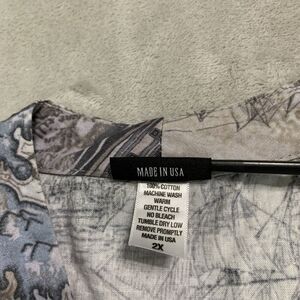 MADE IN USA
100% COTTON
MACHINE WASH
WARM
GENTLE CYCLE
NO BLEACH
TUMBLE DRY LOW
REMOVE PROMPTLY
MADE IN USA
2X